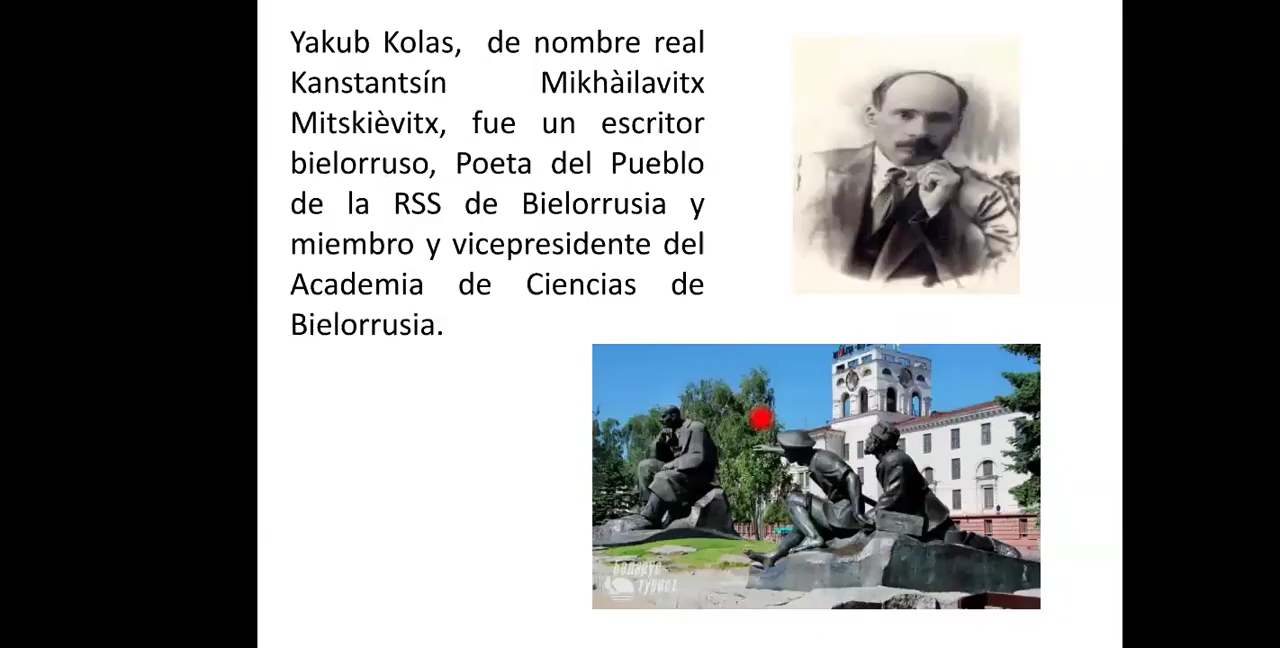 Yakub Kolas, de nombre real
Kanstantsín Mikhàilavitx
Mitskièvitx, fue un escritor
bielorruso, Poeta del Pueblo
de la RSS de Bielorrusia y
miembro y vicepresidente del
Academia de Ciencias de
Bielorrusia.